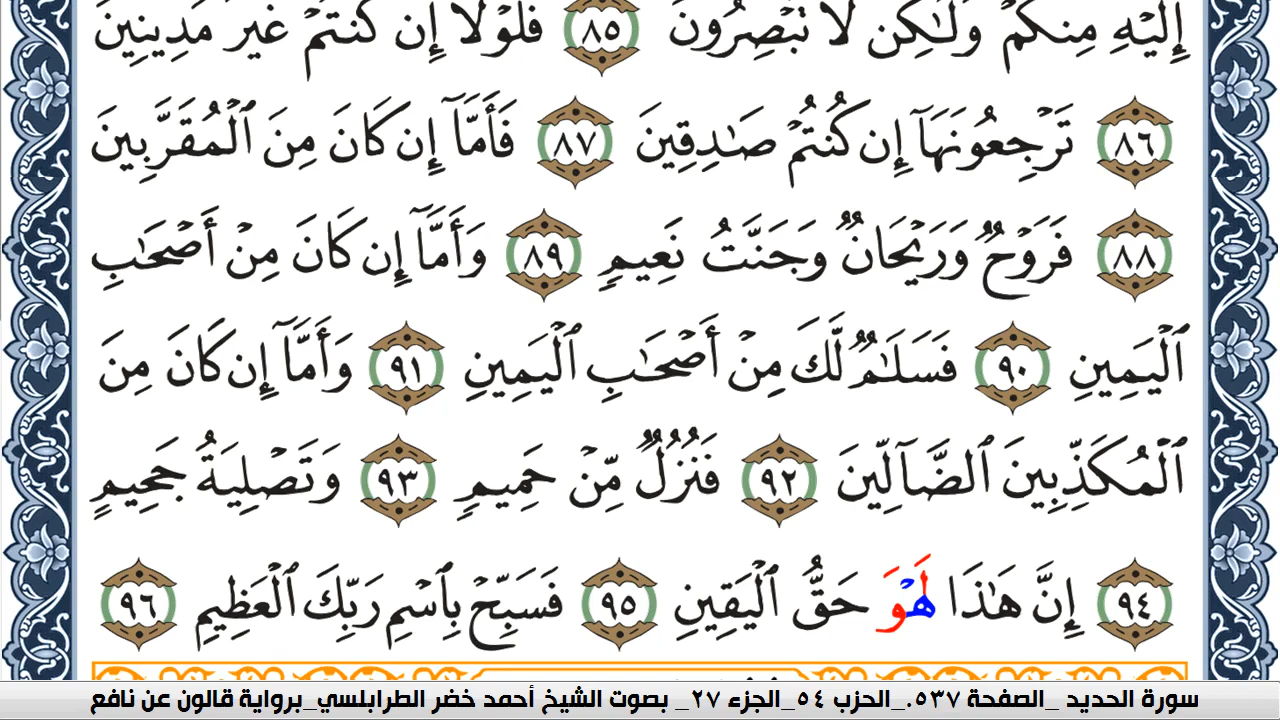 إِلَيْهِ مِنكُمْ وَلَٰكِن لَّا تُبْصِرُونَ ٨٥ فَلَوْلَا إِن كُنتُمْ غَيْرَ مَدِينِينَ
٨٦ تَرْجِعُونَهَآ إِن كُنتُمْ صَٰدِقِينَ ٨٧ فَأَمَّآ إِن كَانَ مِنَ ٱلْمُقَرَّبِينَ
٨٨ فَرَوْحٌ وَرَيْحَانٌ وَجَنَّتُ نَعِيمٍ ٨٩ وَأَمَّآ إِن كَانَ مِنْ أَصْحَٰبِ
ٱلْيَمِينِ ٩٠ فَسَلَٰمٌ لَّكَ مِنْ أَصْحَٰبِ ٱلْيَمِينِ ٩١ وَأَمَّآ إِن كَانَ مِنَ
ٱلْمُكَذِّبِينَ ٱلضَّآلِّينَ ٩٢ فَنُزُلٌ مِّنْ حَمِيمٍ ٩٣ وَتَصْلِيَةُ جَحِيمٍ
٩٤ إِنَّ هَٰذَا لَهْوَ حَقُّ ٱلْيَقِينِ ٩٥ فَسَبِّحْ بِٱسْمِ رَبِّكَ ٱلْعَظِيمِ ٩٦
سورة الحديد _الصفحة ٥٣٧._الحزب ٥٤_الجزء ٢٧_ بصوت الشيخ أحمد خضر الطرابلسي_برواية قالون عن نافع